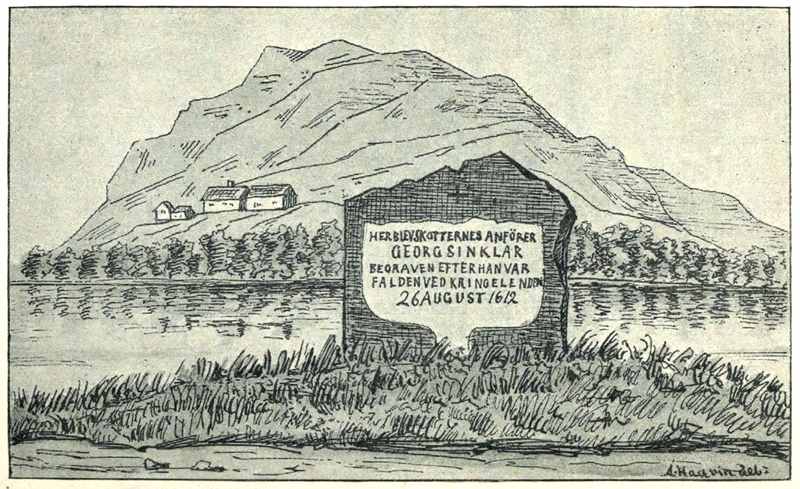 HER BLEV SKOTTERNES ANFÖRER
GEORG SINKLAR
BEGRAVEN EFTER HAN VAR
FALDEN VED KRINGELEN DEN
26 AUGUST 1612